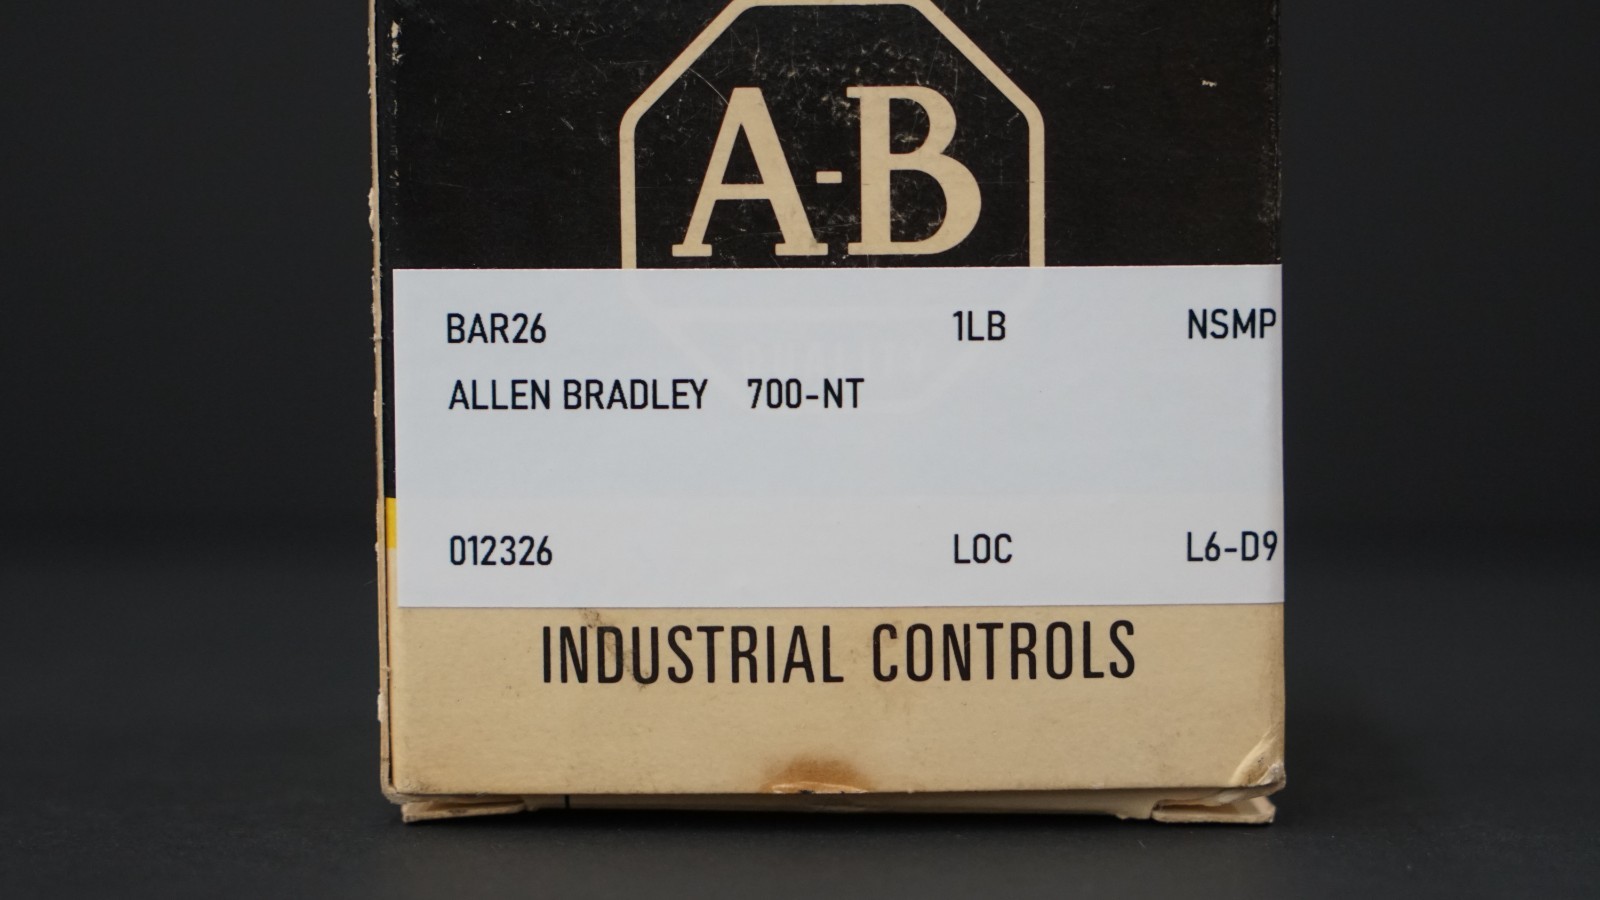 A-B
BAR26 1LB NSMP
ALLEN BRADLEY 700-NT
012326 LOC L6-D9
INDUSTRIAL CONTROLS